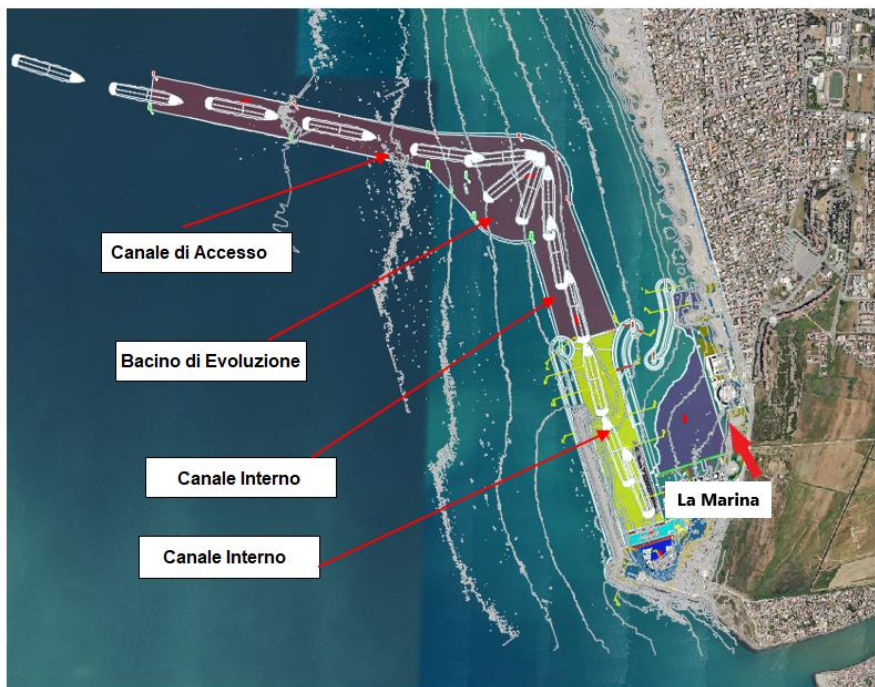 Canale di Accesso
Bacino di Evoluzione
Canale Interno
La Marina
Canale Interno